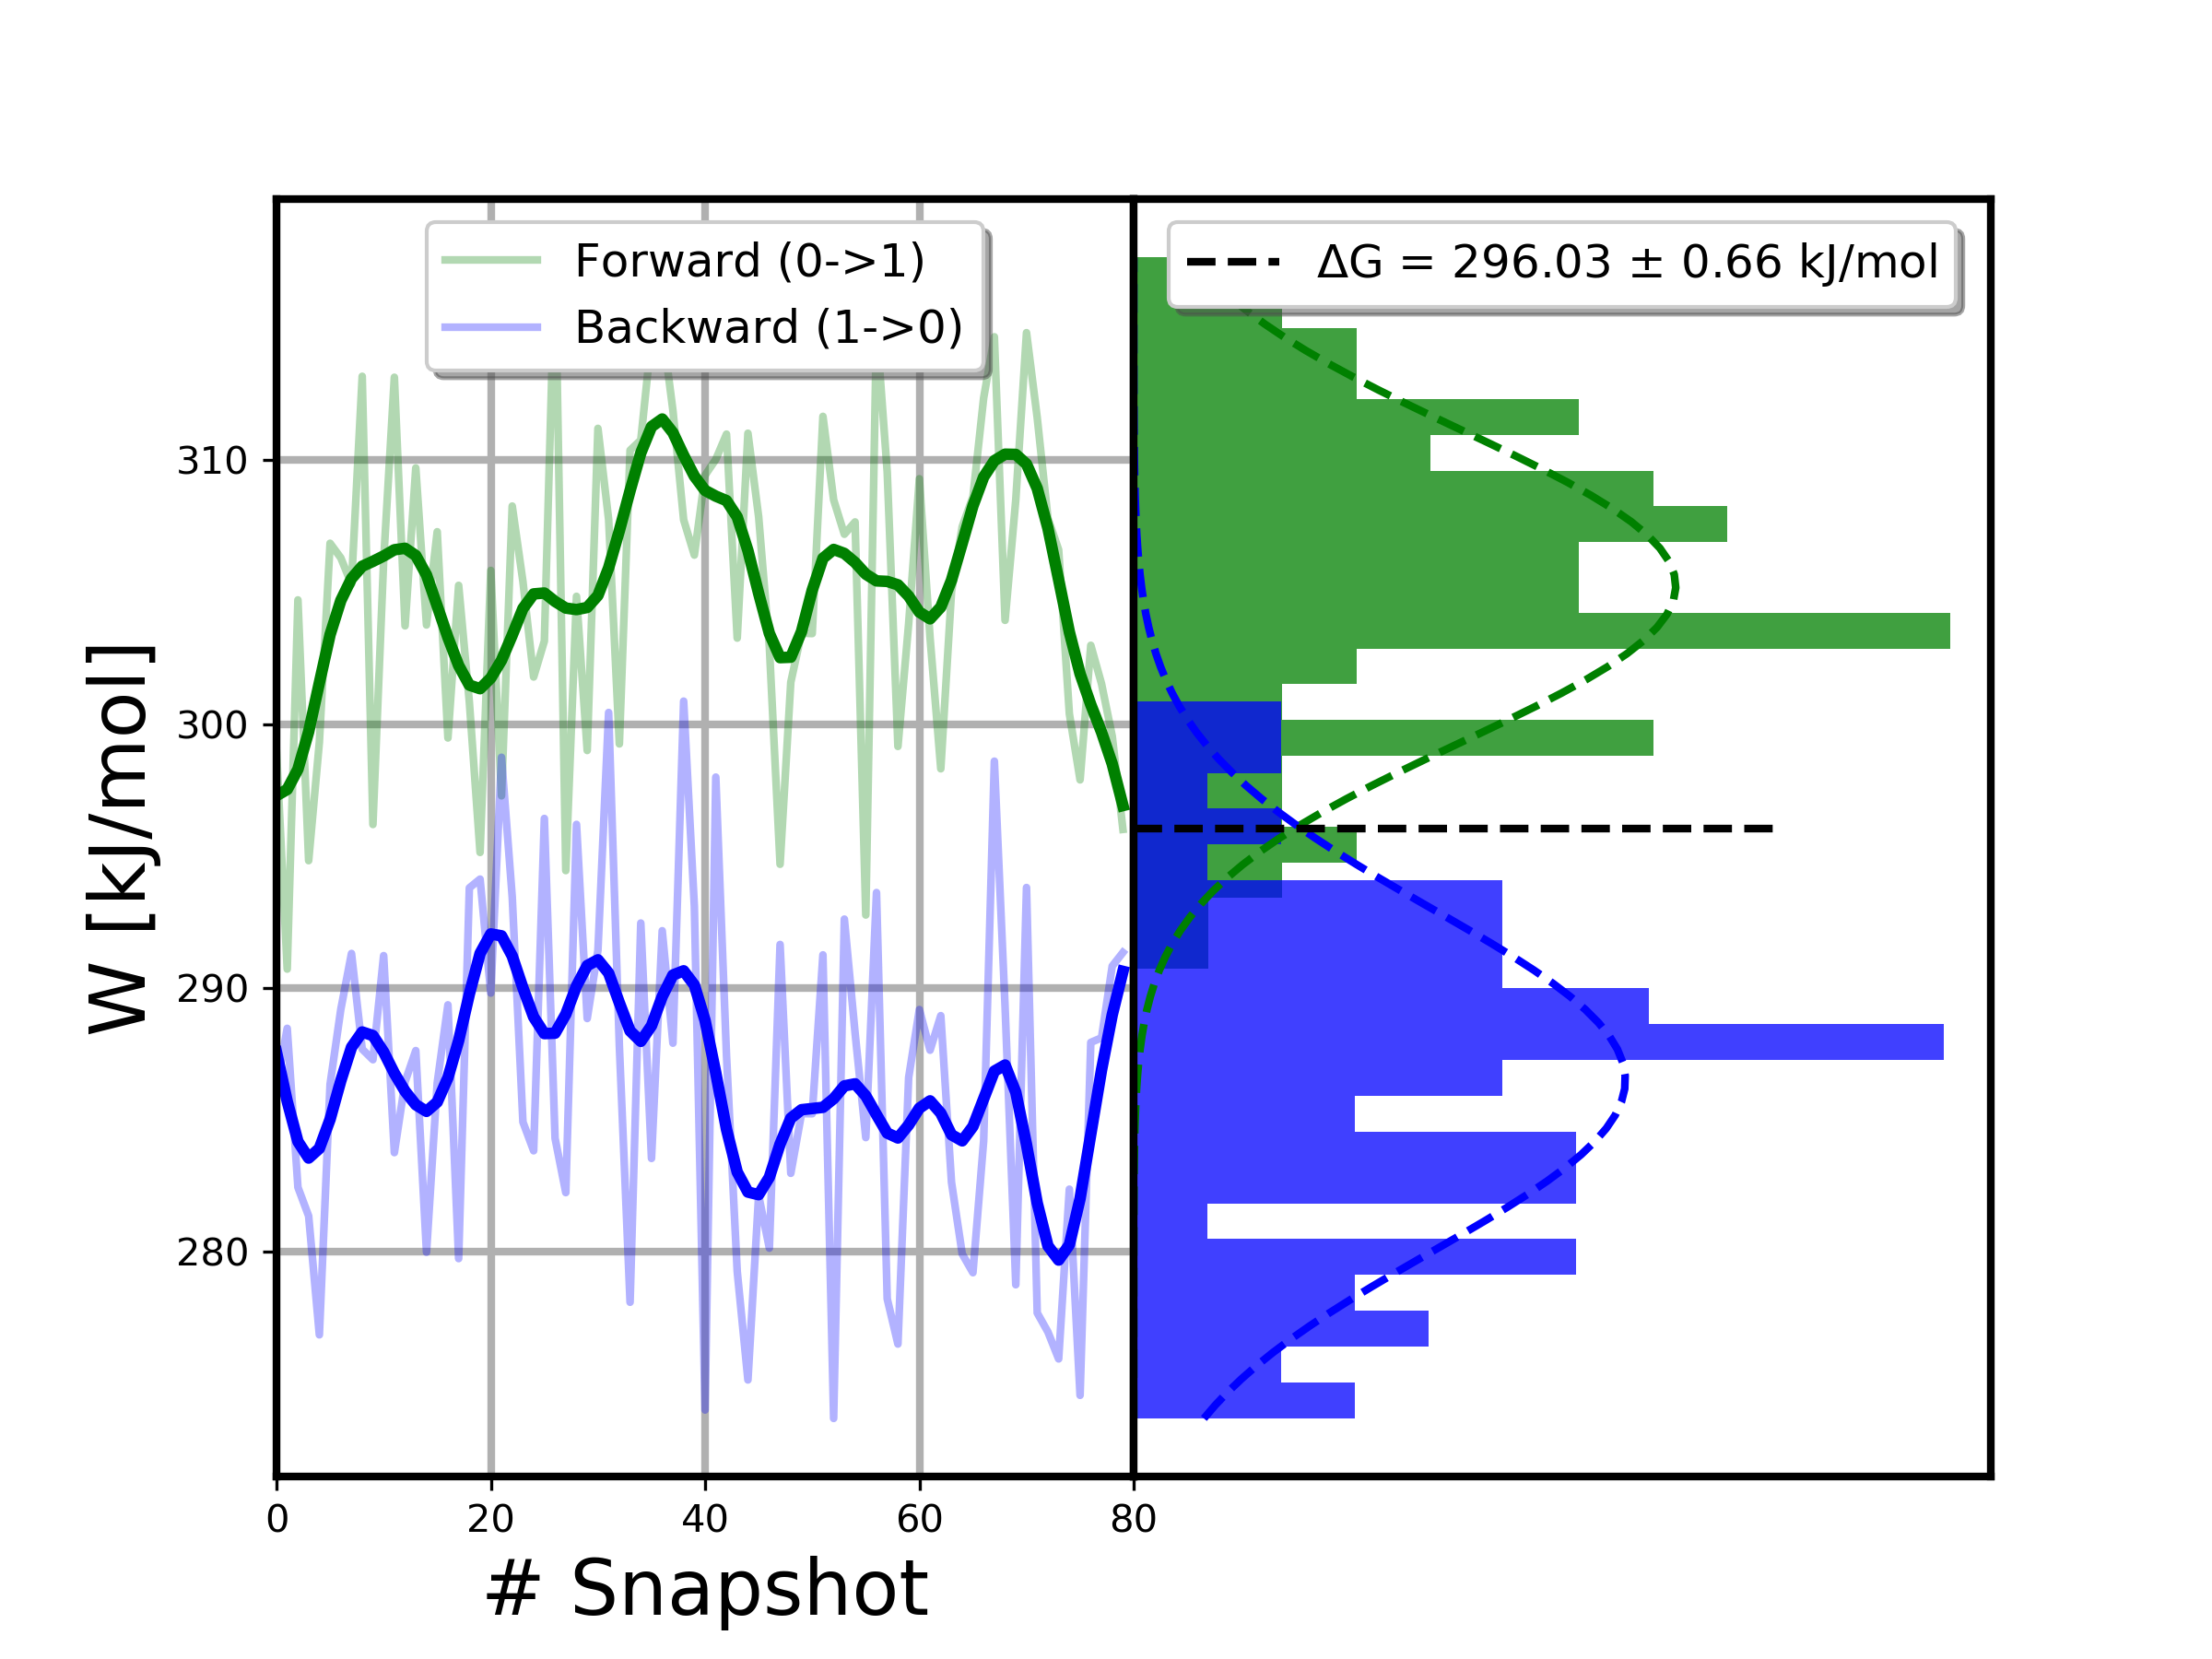 Forward (0->1)
Backward (1->0)
ΔG = 296.03 ± 0.66 kJ/mol
310
300
290
280
W [kJ/mol]
0 20 40 60 80
# Snapshot